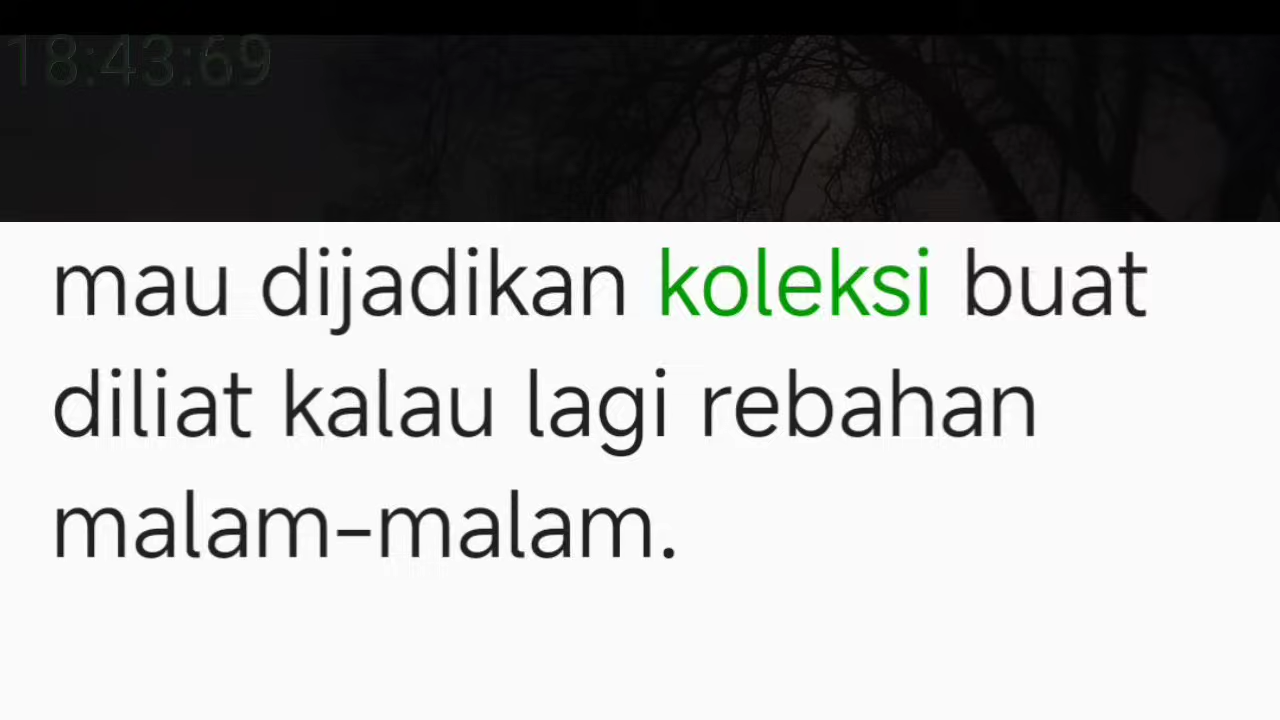 18:43:69
mau dijadikan koleksi buat
diliat kalau lagi rebahan
malam-malam.